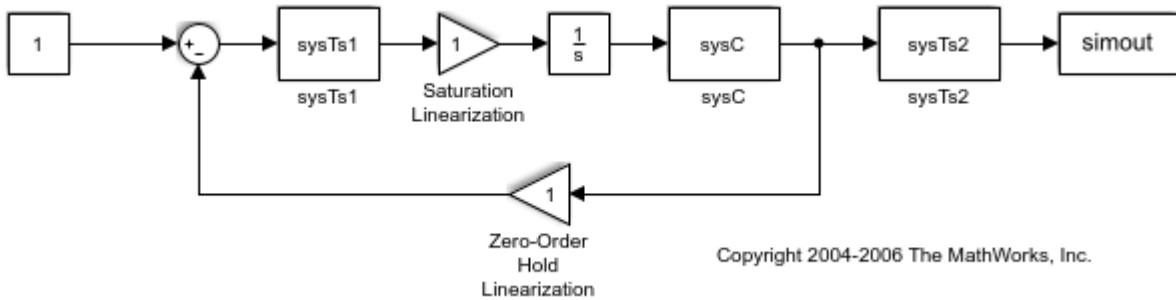 1
+
−
sysTs1
sysTs1
1
Saturation
Linearization
1
s
sysC
sysC
sysTs2
sysTs2
simout
1
Zero-Order
Hold
Linearization
Copyright 2004-2006 The MathWorks, Inc.